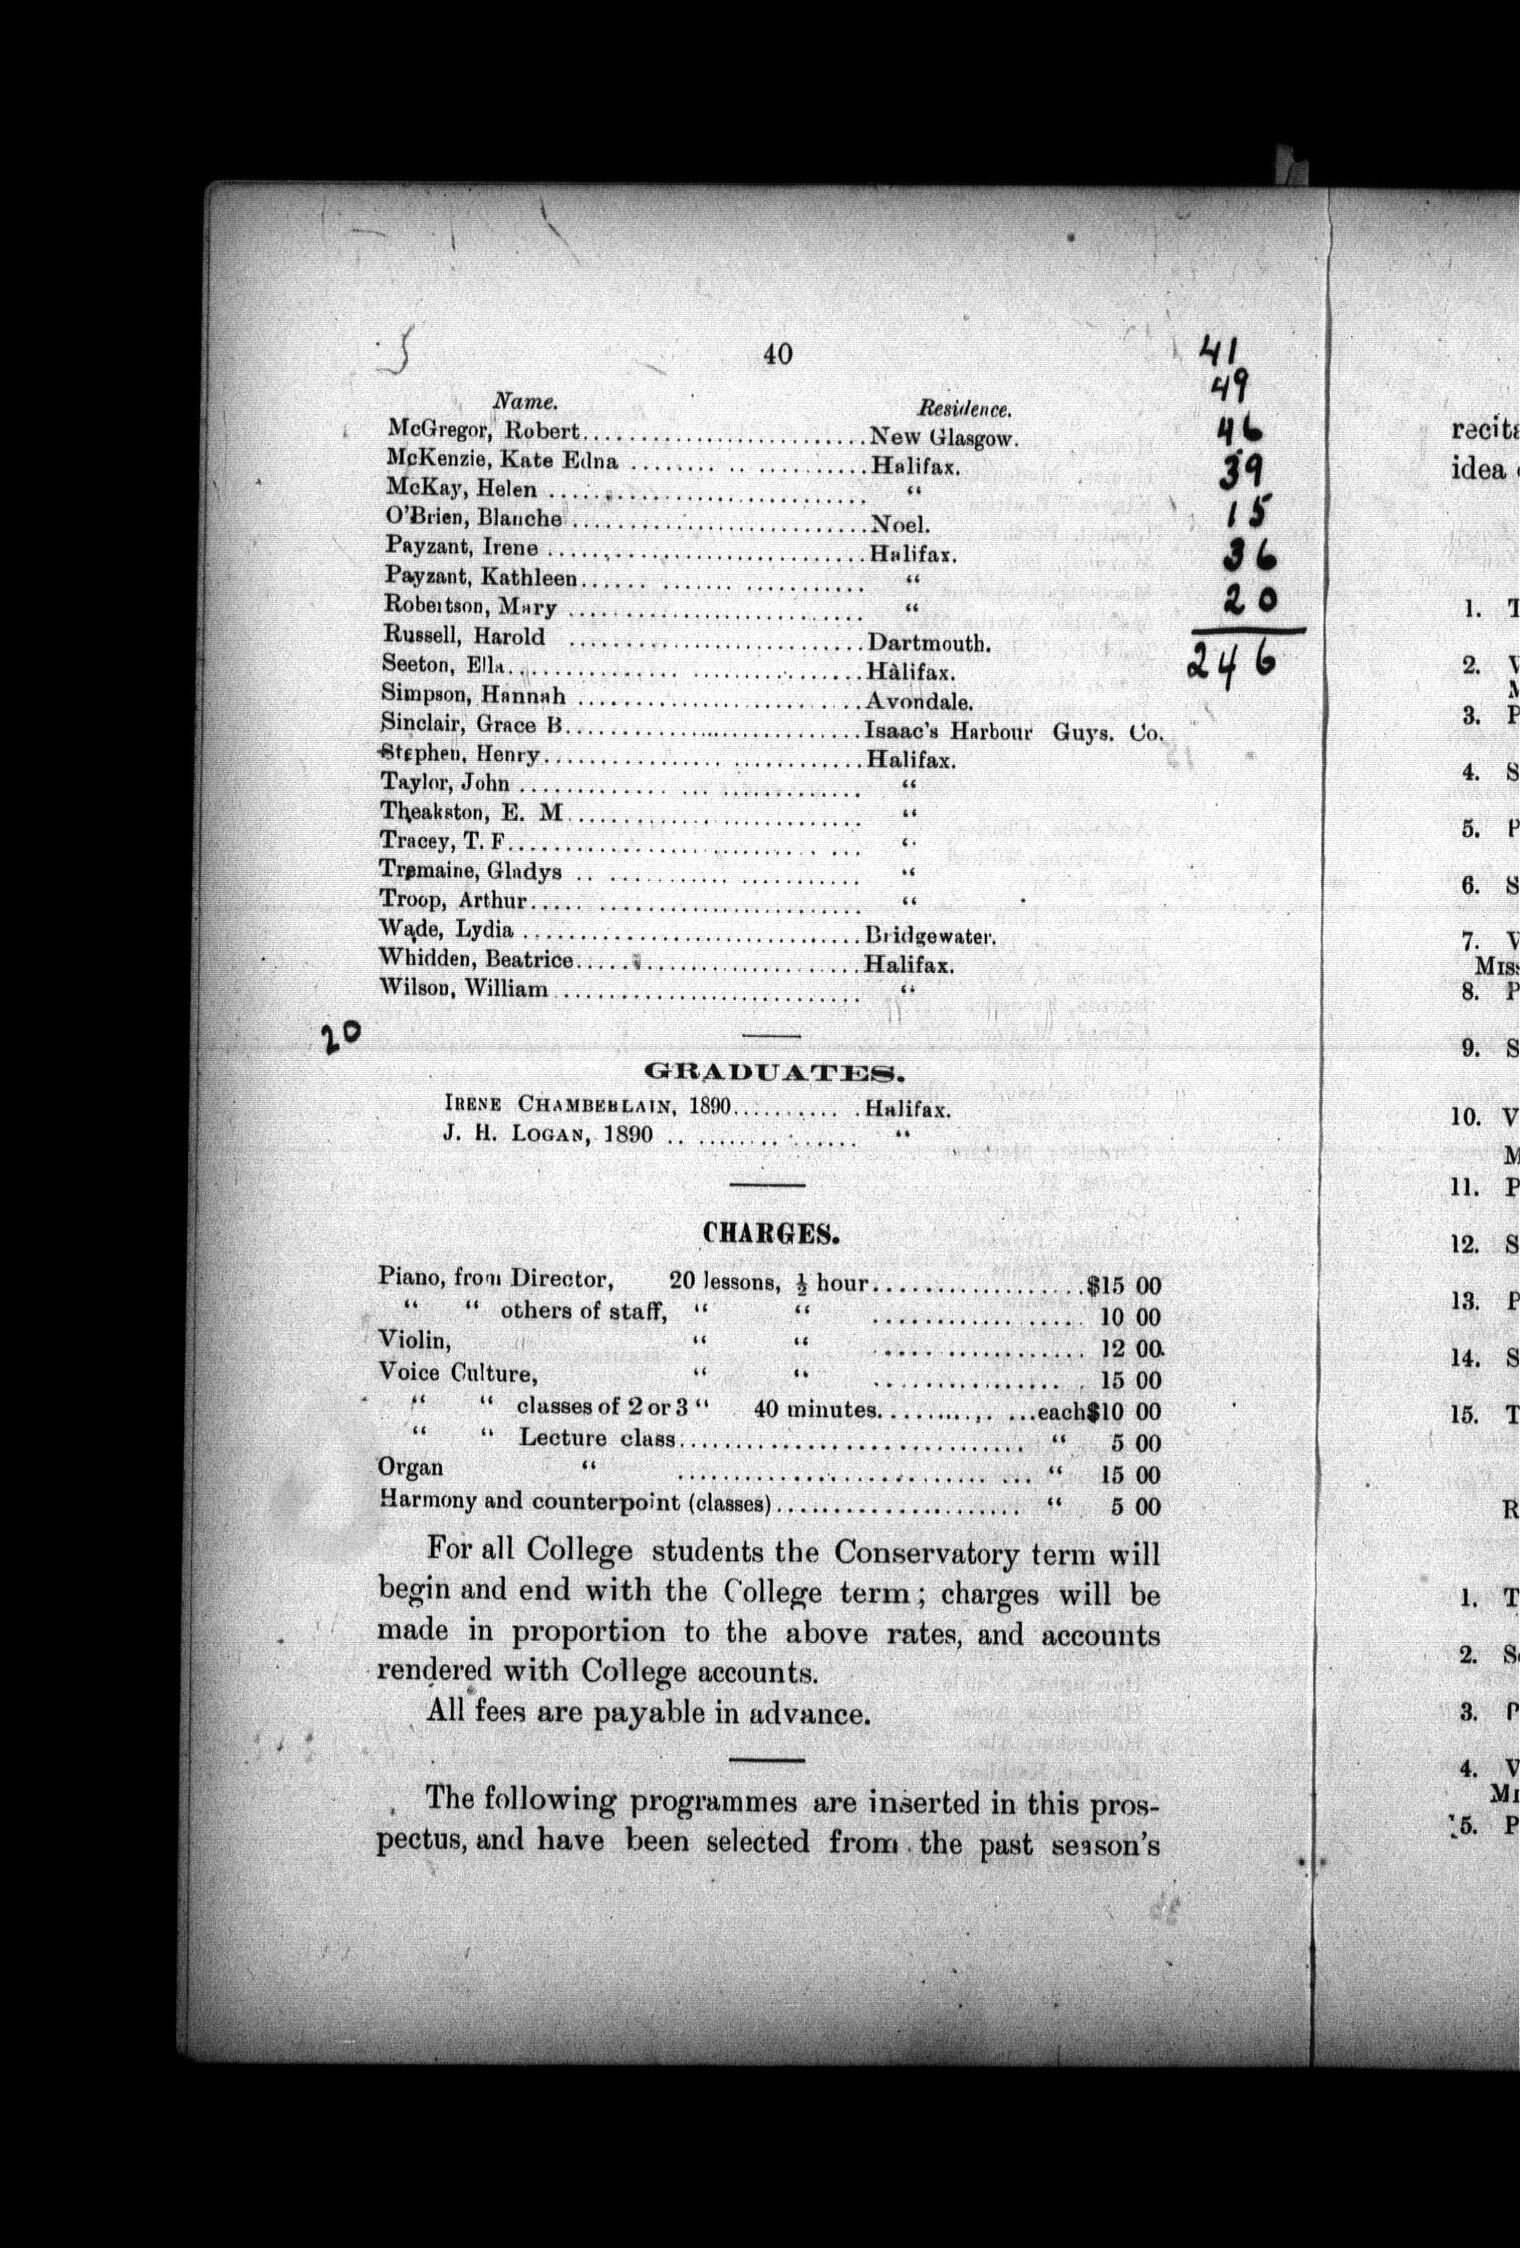 40
41
49
46
39
15
36
20
246
Name. Residence.
McGregor, Robert..........................New Glasgow.
McKenzie, Kate Edna ..........................Halifax.
McKay, Helen .......................... “
O’Brien, Blanche ..........................Noel.
Payzant, Irene ..........................Halifax.
Payzant, Kathleen.......................... “
Robertson, Mary .......................... “
Russell, Harold ..........................Dartmouth.
Seeton, Ella..........................Halifax.
Simpson, Hannah ..........................Avondale.
Sinclair, Grace B..........................Isaac’s Harbour Guys. Co.
Stephen, Henry..........................Halifax.
Taylor, John .......................... “
Theakston, E. M.......................... “
Tracey, T. F.......................... “
Tremaine, Gladys .......................... “
Troop, Arthur.......................... “
Wade, Lydia ..........................Bridgewater.
Whidden, Beatrice..........................Halifax.
Wilson, William .......................... “
20
GRADUATES.
IRENE CHAMBERLAIN, 1890............Halifax.
J. H. LOGAN, 1890 .............. “
CHARGES.
Piano, from Director, 20 lessons, ½ hour..................$15 00
“ “ others of staff, “ “ .................. 10 00
Violin, “ “ .................. 12 00
Voice Culture, “ “ .................. 15 00
“ “ classes of 2 or 3 “ 40 minutes..............each $10 00
“ “ Lecture class.............................. “ 5 00
Organ “ .............................. “ 15 00
Harmony and counterpoint (classes)...................... “ 5 00
For all College students the Conservatory term will
begin and end with the College term; charges will be
made in proportion to the above rates, and accounts
rendered with College accounts.
All fees are payable in advance.
The following programmes are inserted in this pros-
pectus, and have been selected from the past season’s
idea
1. T
2.
3. P
4. S
5. P
6. S
7.
8. P
9. S
10. V
M
11. P
12. S
13. P
14. S
15. T
R
1. T
2.
3. P
4. V
5. P